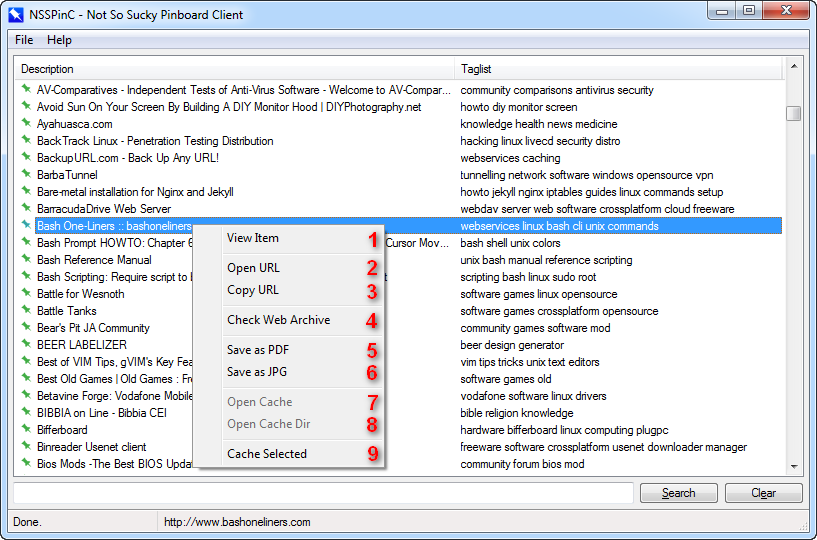 NSSPinC - Not So Sucky Pinboard Client
File Help
Description Taglist
AV-Comparatives - Independent Tests of Anti-Virus Software - Welcome to AV-Compar... community comparisons antivirus security
Avoid Sun On Your Screen By Building A DIY Monitor Hood | DIYPhotography.net howto diy monitor screen
Ayahuasca.com knowledge health news medicine
BackTrack Linux - Penetration Testing Distribution hacking linux livecd security distro
BackupURL.com - Back Up Any URL! webservices caching
BarbaTunnel tunnelling network software windows opensource vpn
Bare-metal installation for Nginx and Jekyll howto jekyll nginx iptables guides linux commands setup
BarracudaDrive Web Server webdav server web software crossplatform cloud freeware
Bash One-Liners :: bashoneliners webservices linux bash cli unix commands
Bash Prompt HOWTO: Chapter 6 Cursor Mov... bash shell unix colors
Bash Reference Manual unix bash manual reference scripting
Bash Scripting: Require script to t scripting bash linux sudo root
Battle for Wesnoth software games linux opensource
Battle Tanks software games crossplatform opensource
Bear's Pit JA Community community games software mod
BEER LABELIZER beer design generator
Best of VIM Tips, gVIM's Key Fea vim tips tricks unix text editors
Best Old Games | Old Games : Fre software games old
Betavine Forge: Vodafone Mobile vodafone software linux drivers
BIBBIA on Line - Bibbia CEI bible religion knowledge
Bifferboard hardware bifferboard linux computing plugpc
Binreader Usenet client freeware software crossplatform usenet downloader manager
Bios Mods -The Best BIOS Updat community forum bios mod
View Item 1
Open URL 2
Copy URL 3
Check Web Archive 4
Save as PDF 5
Save as JPG 6
Open Cache 7
Open Cache Dir 8
Cache Selected 9
Search Clear
Done. http://www.bashoneliners.com